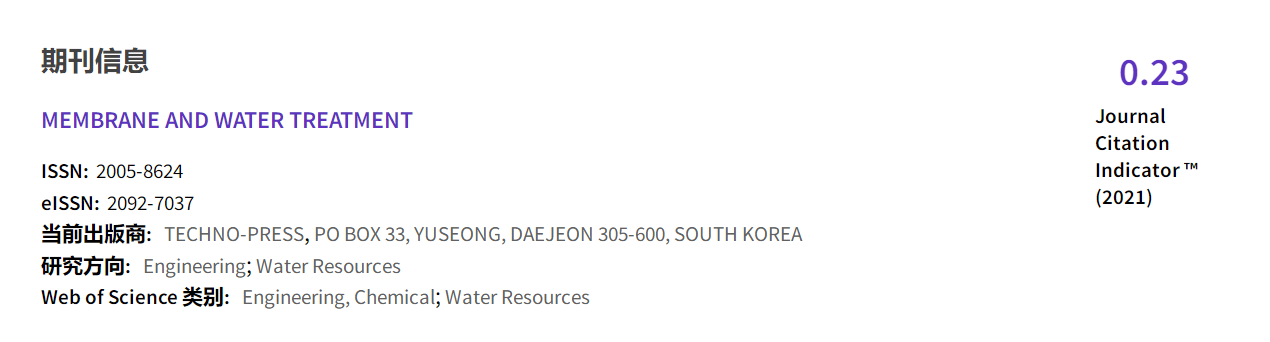 期刊信息
MEMBRANE AND WATER TREATMENT
ISSN: 2005-8624
eISSN: 2092-7037
当前出版商: TECHNO-PRESS, PO BOX 33, YUSEONG, DAEJEON 305-600, SOUTH KOREA
研究方向: Engineering; Water Resources
Web of Science 类别: Engineering, Chemical; Water Resources
0.23
Journal
Citation
Indicator ™
(2021)